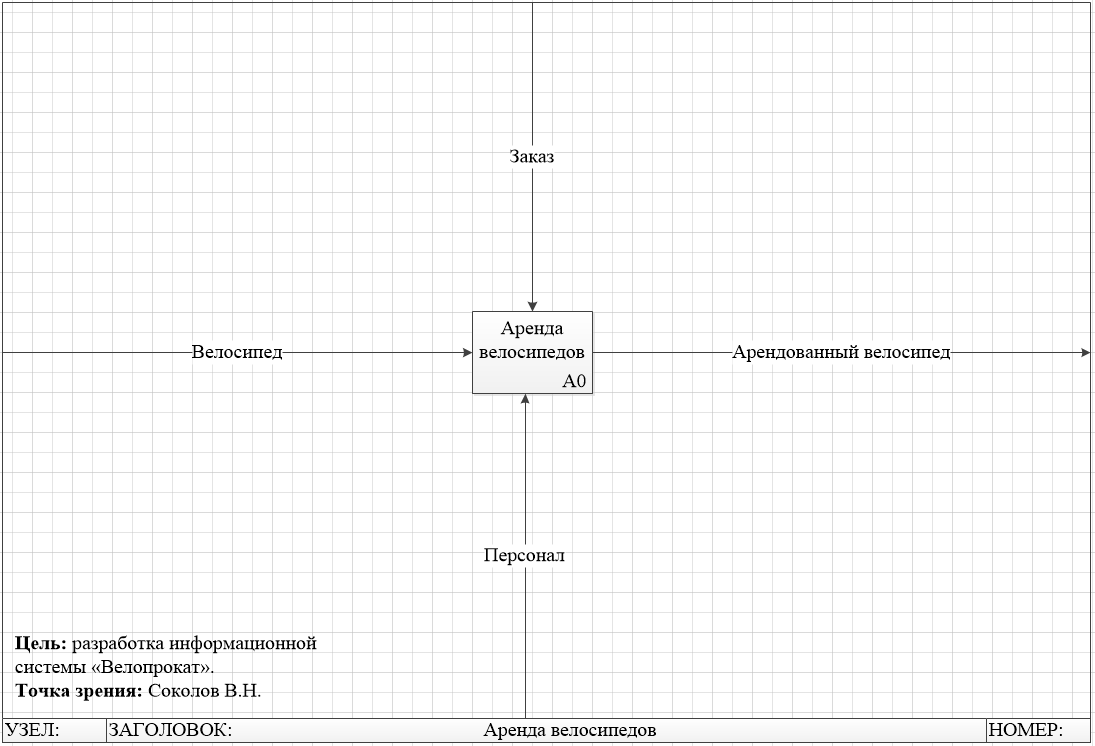 Заказ
Аренда
велосипедов
A0
Велосипед
Арендованный велосипед
Персонал
Цель: разработка информационной
системы «Велопрокат».
Точка зрения: Соколов В.Н.
УЗЕЛ:
ЗАГОЛОВОК:
Аренда велосипедов
НОМЕР: